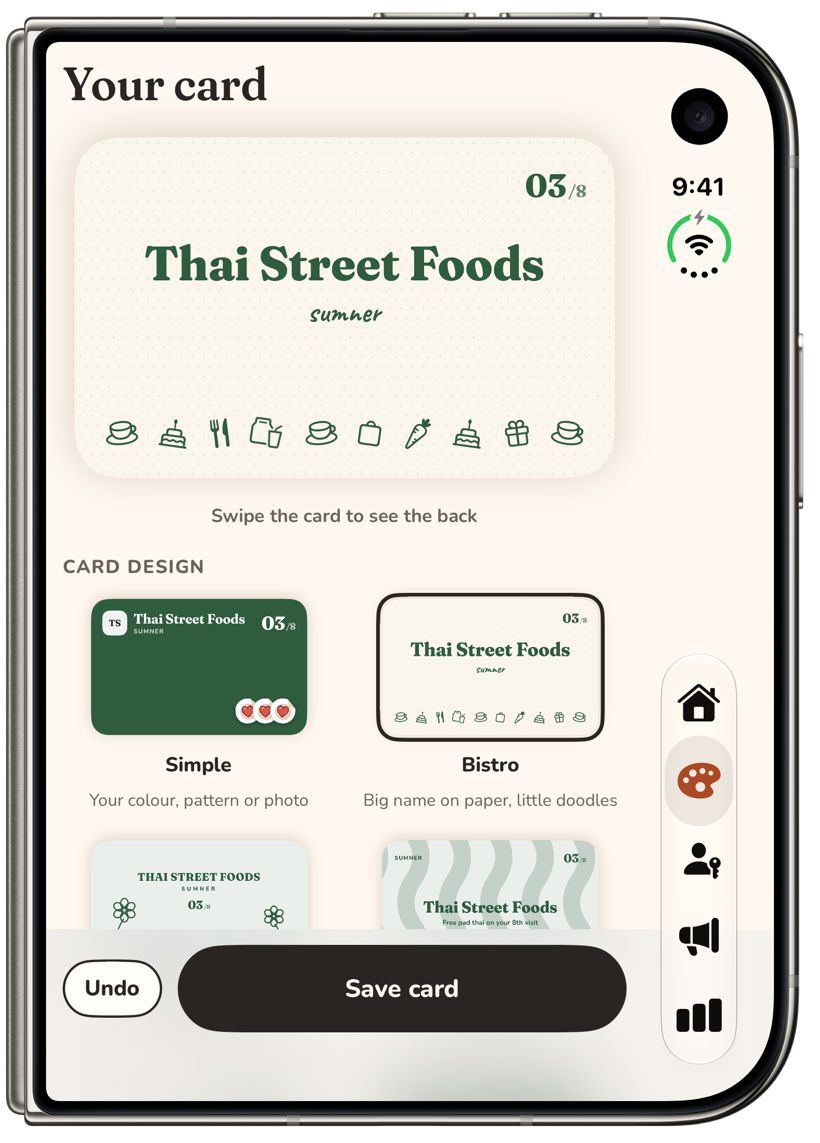 Your card
9:41
03/8
Thai Street Foods
sumner
Swipe the card to see the back
CARD DESIGN
TS
Thai Street Foods
SUMNER
03/8
03/8
Thai Street Foods
sumner
Simple
Bistro
Your colour, pattern or photo
Big name on paper, little doodles
THAI STREET FOODS
SUMNER
03/8
SUMNER
03/8
Thai Street Foods
Free pad thai on your 8th visit
Undo
Save card